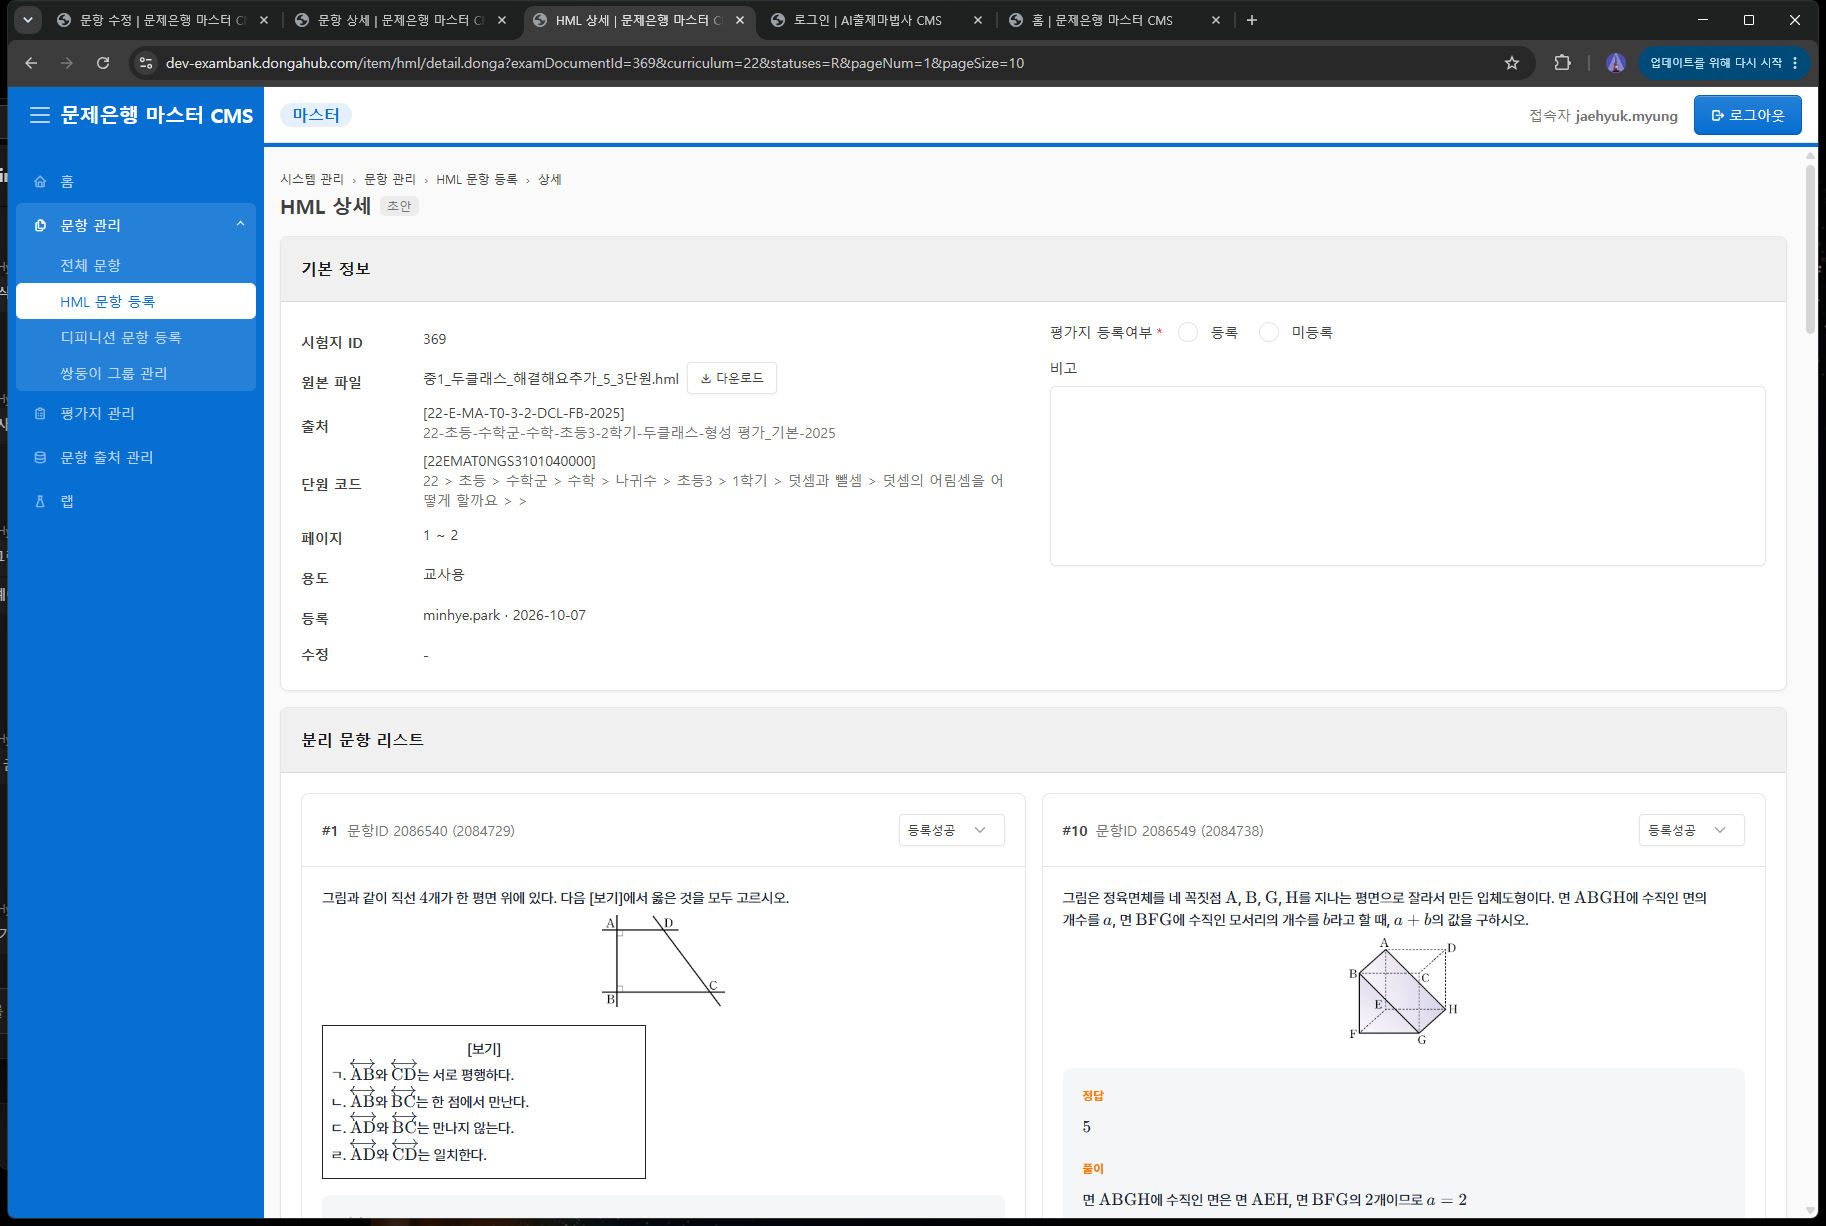 문항 수정 | 문제은행 마스터 C
문항 상세 | 문제은행 마스터 C
HML 상세 | 문제은행 마스터 C
로그인 | AI출제마법사 CMS
홈 | 문제은행 마스터 CMS
dev-exambank.dongahub.com/item/hml/detail.donga?examDocumentId=369&curriculum=22&statuses=R&pageNum=1&pageSize=10
업데이트를 위해 다시 시작
문제은행 마스터 CMS
마스터
접속자 jaehyuk.myung
로그아웃
홈
문항 관리
전체 문항
HML 문항 등록
디피니션 문항 등록
쌍둥이 그룹 관리
평가지 관리
문항 출처 관리
랩
시스템 관리 › 문항 관리 › HML 문항 등록 › 상세
HML 상세 초안
기본 정보
시험지 ID 369
원본 파일 중1_두클래스_해결해요추가_5_3단원.hml 다운로드
출처 [22-E-MA-T0-3-2-DCL-FB-2025]
22-초등-수학군-수학-초등3-2학기-두클래스-형성 평가_기본-2025
단원 코드 [22EMAT0NGS3101040000]
22 > 초등 > 수학군 > 수학 > 나귀수 > 초등3 > 1학기 > 덧셈과 뺄셈 > 덧셈의 어림셈을 어
떻게 할까요 > >
페이지 1 ~ 2
용도 교사용
등록 minhye.park · 2026-10-07
수정 -
평가지 등록여부 * 등록 미등록
비고
분리 문항 리스트
#1 문항ID 2086540 (2084729) 등록성공
그림과 같이 직선 4개가 한 평면 위에 있다. 다음 [보기]에서 옳은 것을 모두 고르시오.
A D
B C
[보기]
ㄱ. AB와 CD는 서로 평행하다.
ㄴ. AB와 BC는 한 점에서 만난다.
ㄷ. AD와 BC는 만나지 않는다.
ㄹ. AD와 CD는 일치한다.
#10 문항ID 2086549 (2084738) 등록성공
그림은 정육면체를 네 꼭짓점 A, B, G, H를 지나는 평면으로 잘라서 만든 입체도형이다. 면 ABGH에 수직인 면의
개수를 a, 면 BFG에 수직인 모서리의 개수를 b라고 할 때, a + b의 값을 구하시오.
A D
B C
E H
F G
정답
5
풀이
면 ABGH에 수직인 면은 면 AEH, 면 BFG의 2개이므로 a = 2